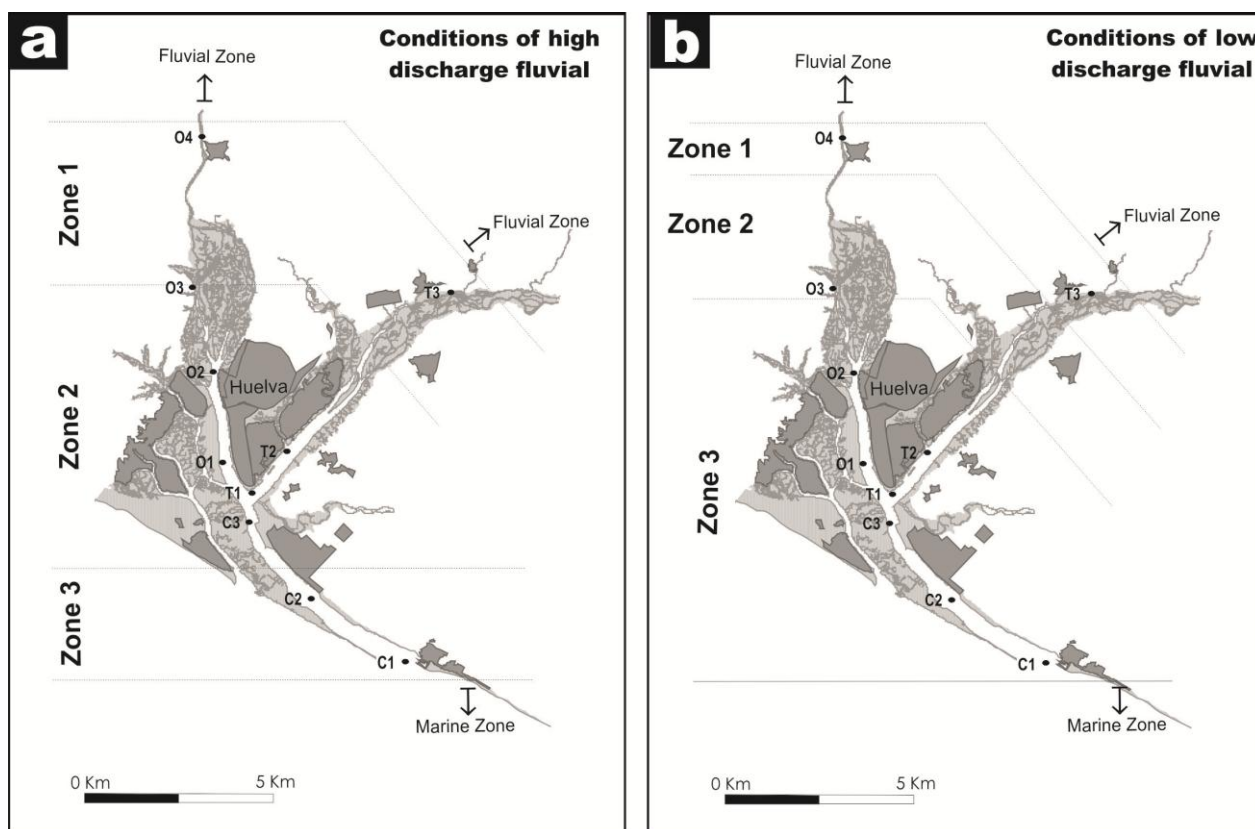 a
Conditions of high
discharge fluvial
Fluvial Zone
O4
Zone 1
Fluvial Zone
O3
T3
O2
Huelva
Zone 2
T2
O1
T1
C3
Zone 3
C2
C1
Marine Zone
0 Km
5 Km
b
Conditions of low
discharge fluvial
Fluvial Zone
O4
Zone 1
Zone 2
Fluvial Zone
O3
T3
O2
Huelva
T2
O1
T1
C3
Zone 3
C2
C1
Marine Zone
0 Km
5 Km